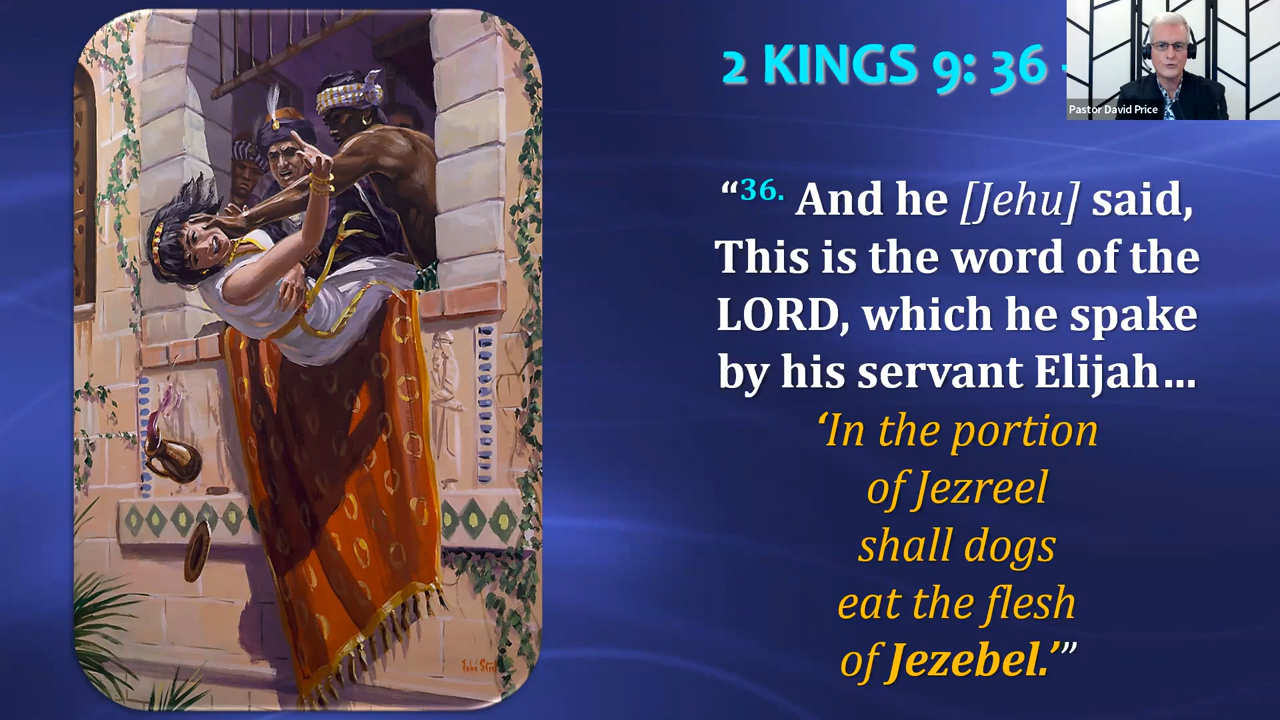 2 KINGS 9: 36 -
Pastor David Price
“36. And he [Jehu] said,
This is the word of the
LORD, which he spake
by his servant Elijah…
‘In the portion
of Jezreel
shall dogs
eat the flesh
of Jezebel.’”
John